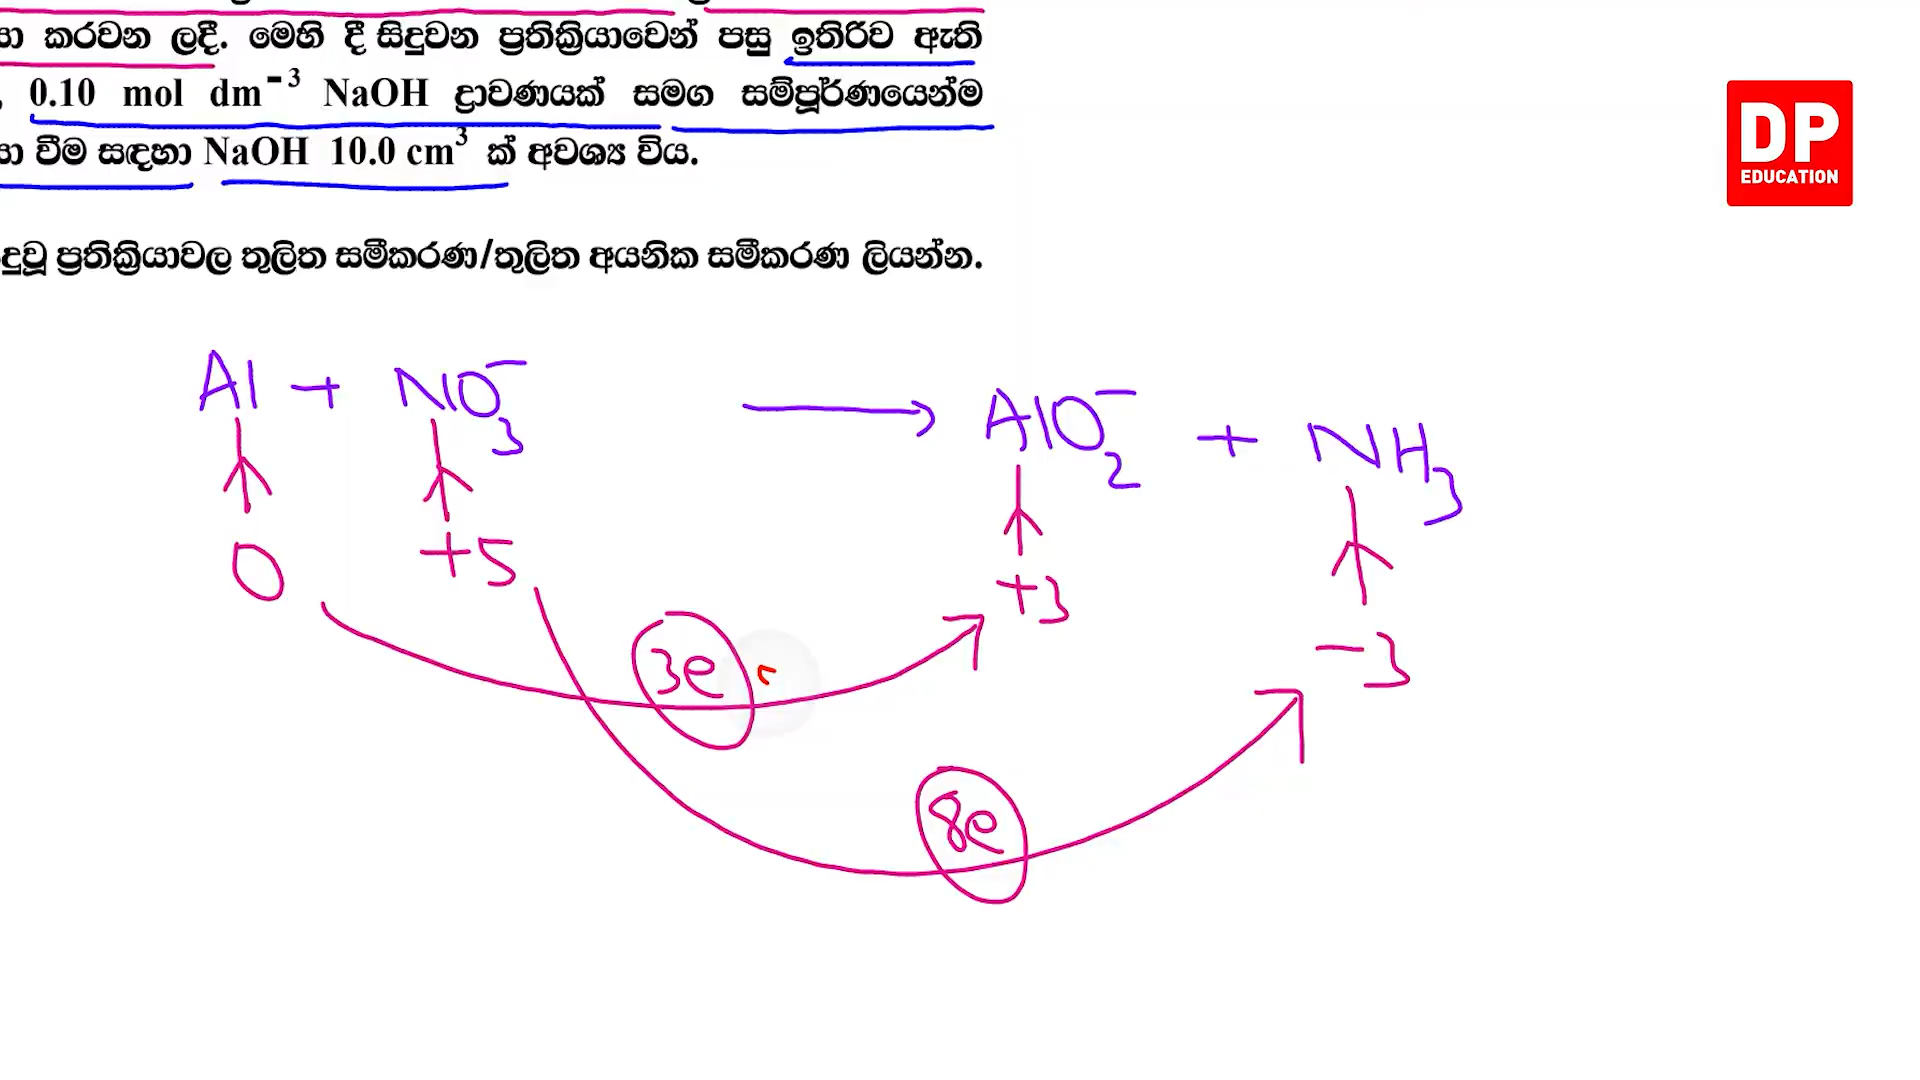 කරවන ලදී. මෙහි දී සිදුවන ප්‍රතික්‍රියාවෙන් පසු ඉතිරිව ඇති
, 0.10 mol dm⁻³ NaOH ද්‍රාවණයක් සමග සම්පූර්ණයෙන්ම
වීම සඳහා NaOH 10.0 cm³ ක් අවශ්‍ය විය.
ප්‍රතික්‍රියාවල තුලිත සමීකරණ/තුලිත අයනික සමීකරණ ලියන්න.
DP
EDUCATION
Al + NO₃⁻ → AlO₂⁻ + NH₃
0 +5 +3 -3
3e
8e